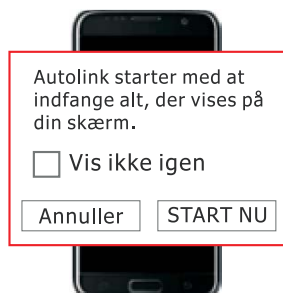 Autolink starter med at
indfange alt, der vises på
din skærm.
Vis ikke igen
Annuller START NU